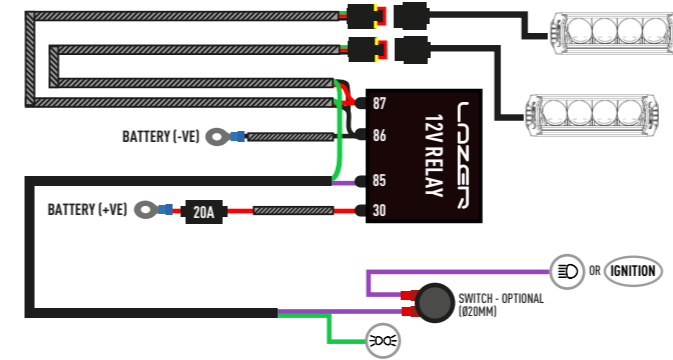 87
BATTERY (-VE)
86
LAZER
12V RELAY
85
BATTERY (+VE)
20A
30
OR
IGNITION
SWITCH - OPTIONAL
(Ø20MM)